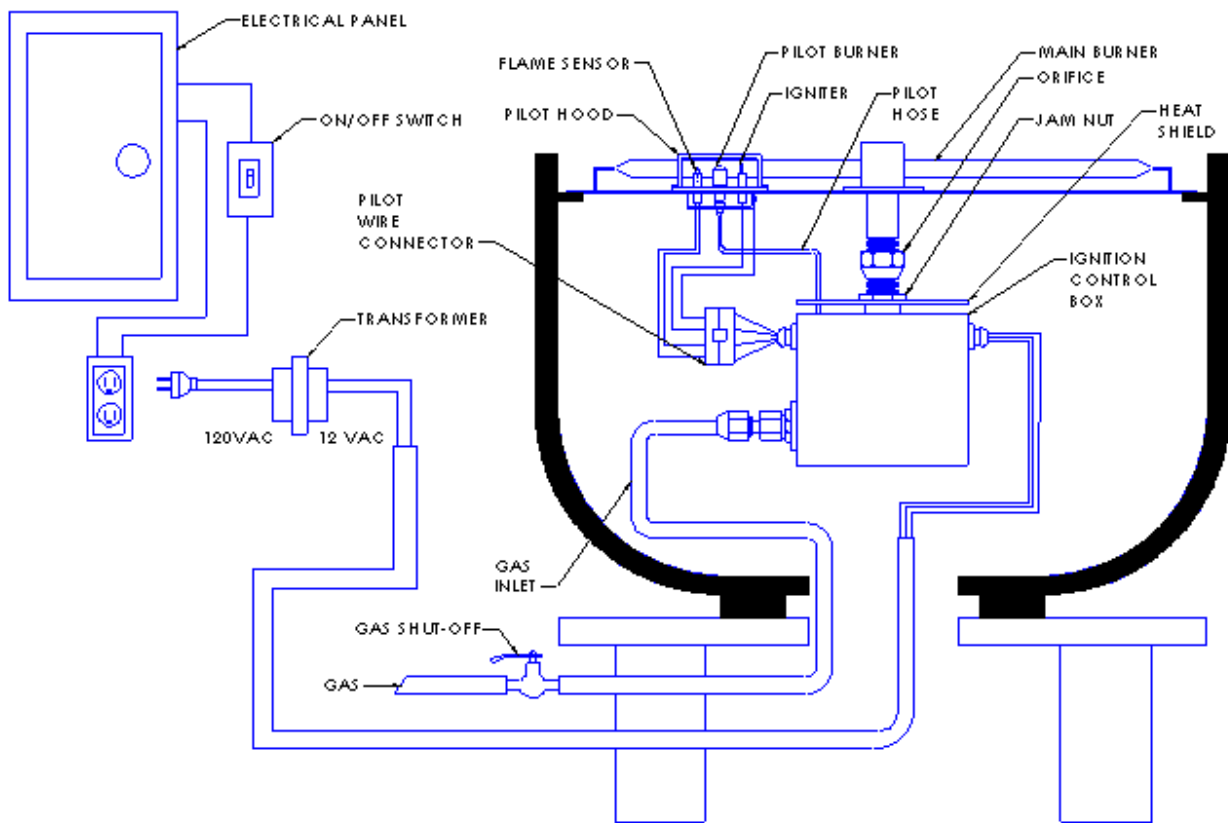 ELECTRICAL PANEL
ON/OFF SWITCH
FLAME SENSOR
PILOT HOOD
PILOT BURNER
IGNITER
PILOT
HOSE
MAIN BURNER
ORIFICE
JAM NUT
HEAT
SHIELD
PILOT
WIRE
CONNECTOR
IGNITION
CONTROL
BOX
TRANSFORMER
120VAC
12 VAC
GAS
INLET
GAS SHUT-OFF
GAS